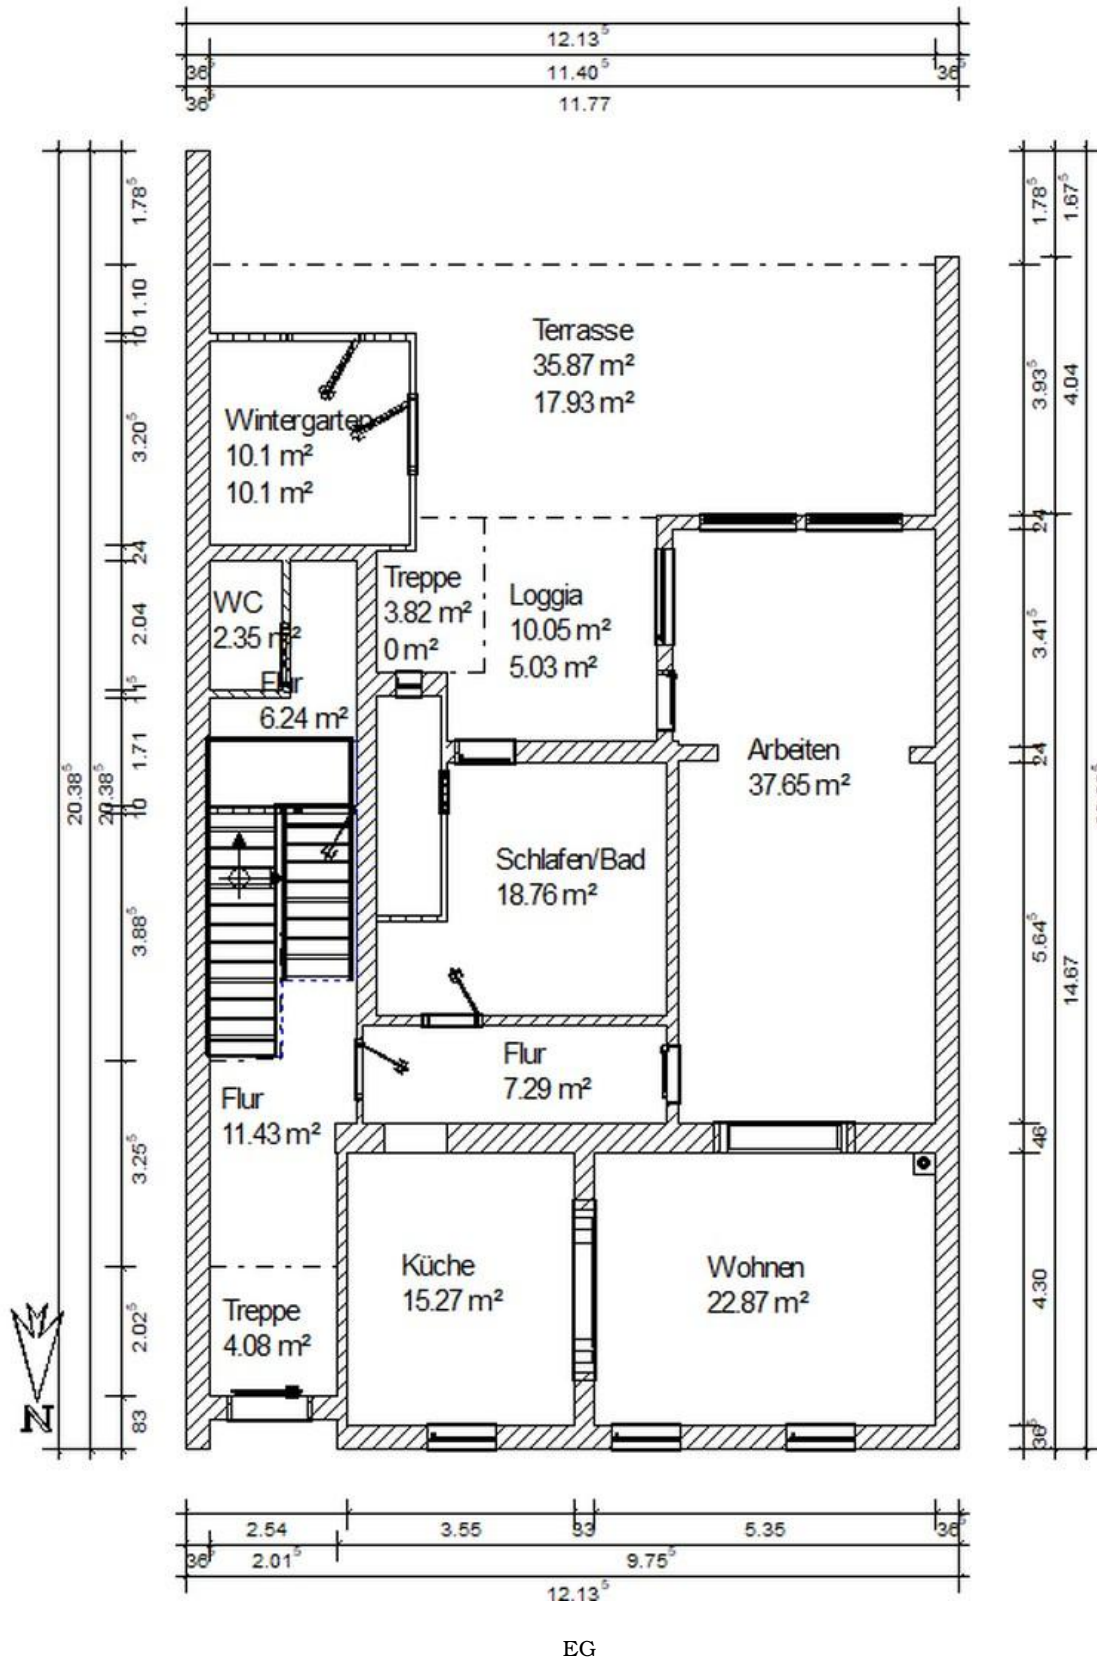 12.13⁵
36⁵ 11.40⁵ 36⁵
36⁵ 11.77
1.78⁵
1.10
10
3.20⁵
24
2.04
1.71
10
3.88⁵
3.25⁵
2.02⁵
83
20.38⁵
20.38⁵
1.78⁵
1.67⁵
3.93⁵
4.04
24
3.41⁵
24
5.64⁵
14.67
46⁵
4.30
36⁵
Terrasse
35.87 m²
17.93 m²
Wintergarten
10.1 m²
10.1 m²
WC
2.35 m²
Treppe
3.82 m²
0 m²
Loggia
10.05 m²
5.03 m²
Flur
6.24 m²
Arbeiten
37.65 m²
Schlafen/Bad
18.76 m²
Flur
7.29 m²
Flur
11.43 m²
Küche
15.27 m²
Wohnen
22.87 m²
Treppe
4.08 m²
N
2.54 3.55 33 5.35 36⁵
36⁵ 2.01⁵ 9.75⁵
12.13⁵
EG